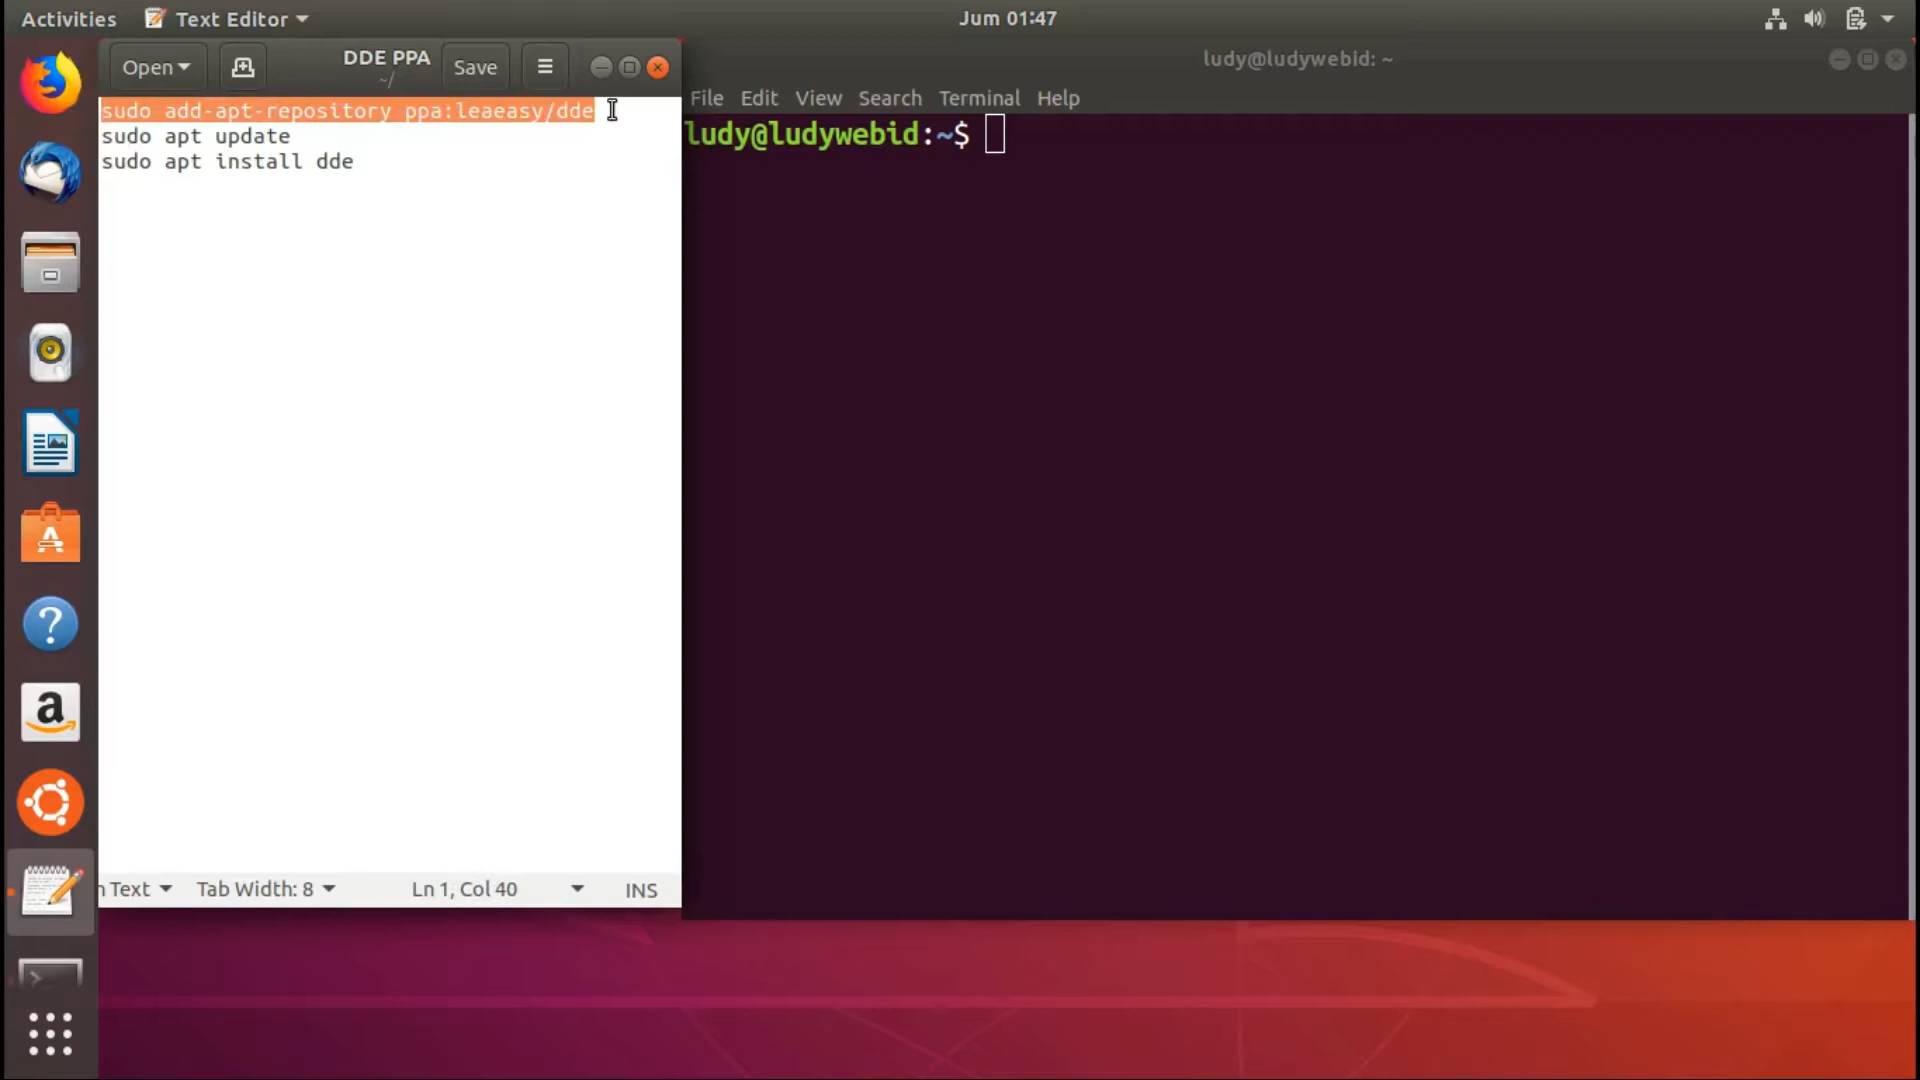 Activities Text Editor Jum 01:47
Open DDE PPA Save
~/
sudo add-apt-repository ppa:leaeasy/dde
sudo apt update
sudo apt install dde
n Text Tab Width: 8 Ln 1, Col 40 INS
ludy@ludywebid: ~
File Edit View Search Terminal Help
ludy@ludywebid:~$